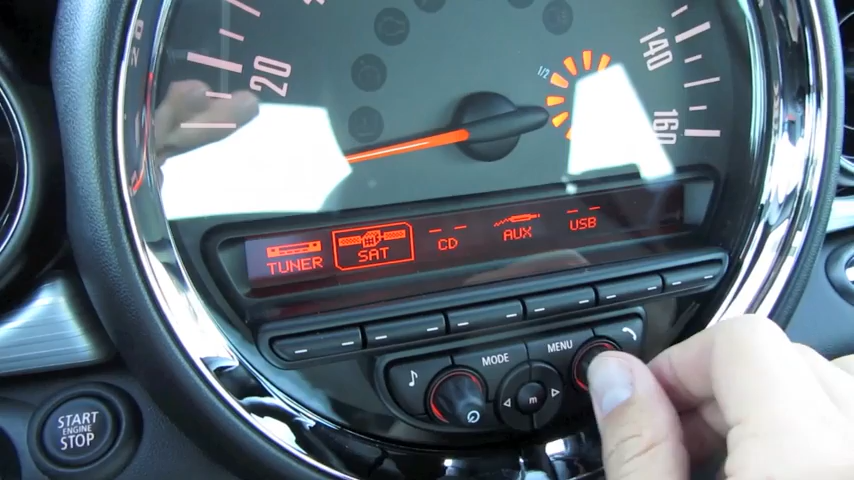 20
140
160
1/2
TUNER
SAT
-- CD
AUX
-- USB
MODE
MENU
m
START
ENGINE
STOP